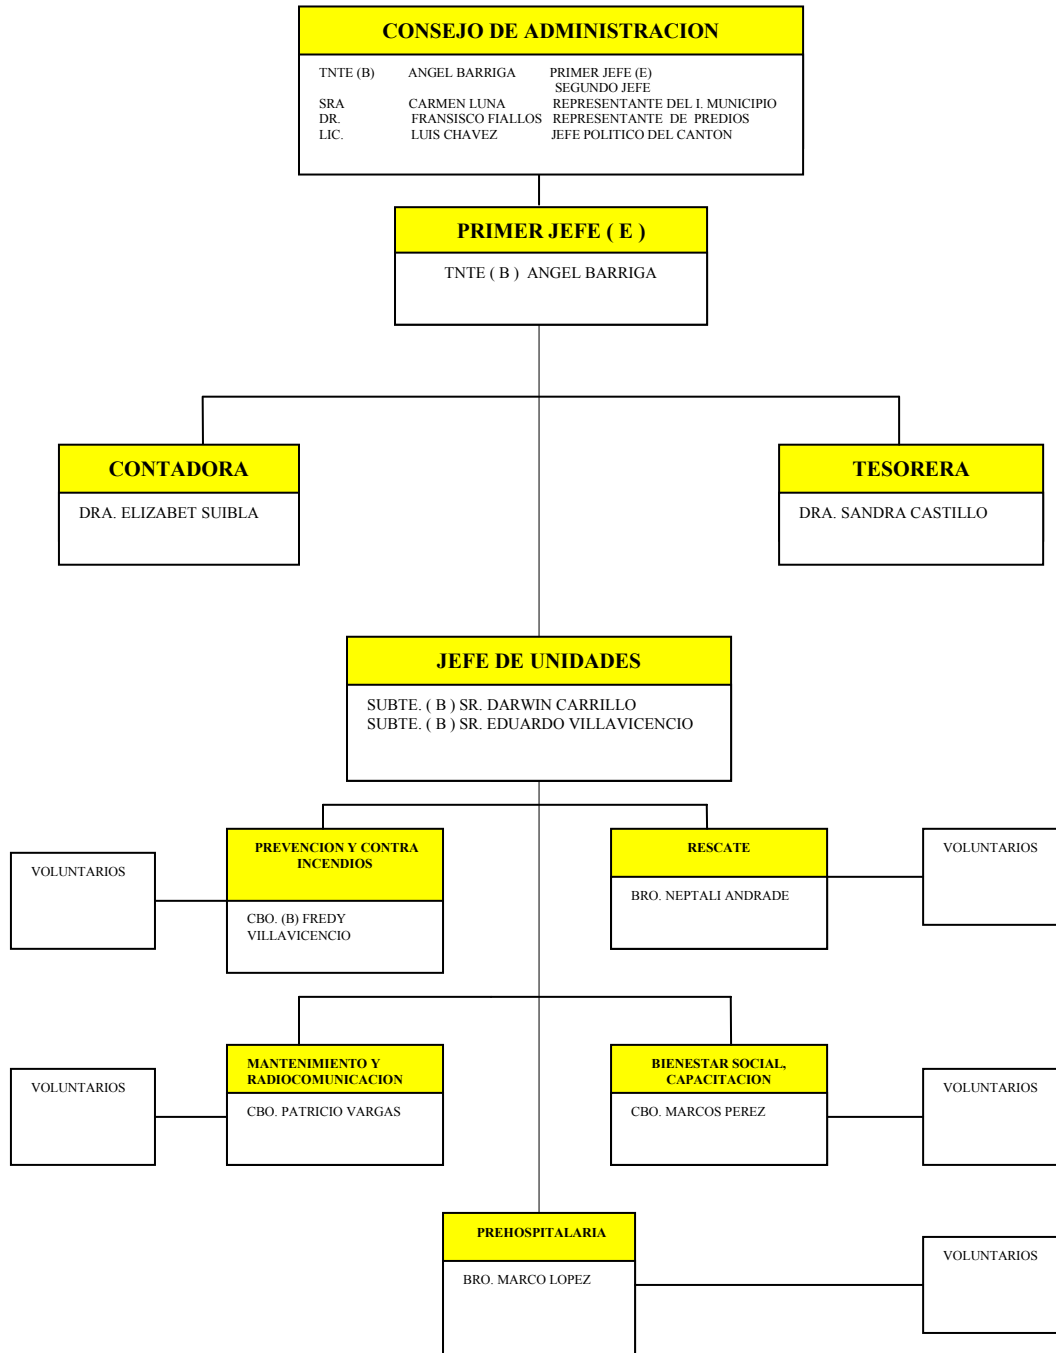 CONSEJO DE ADMINISTRACION
TNTE (B) ANGEL BARRIGA PRIMER JEFE (E)
SEGUNDO JEFE
SRA CARMEN LUNA REPRESENTANTE DEL I. MUNICIPIO
DR. FRANSISCO FIALLOS REPRESENTANTE DE PREDIOS
LIC. LUIS CHAVEZ JEFE POLITICO DEL CANTON
PRIMER JEFE ( E )
TNTE ( B ) ANGEL BARRIGA
CONTADORA
DRA. ELIZABET SUIBLA
TESORERA
DRA. SANDRA CASTILLO
JEFE DE UNIDADES
SUBTE. ( B ) SR. DARWIN CARRILLO
SUBTE. ( B ) SR. EDUARDO VILLAVICENCIO
VOLUNTARIOS
PREVENCION Y CONTRA
INCENDIOS
CBO. (B) FREDY
VILLAVICENCIO
RESCATE
BRO. NEPTALI ANDRADE
VOLUNTARIOS
VOLUNTARIOS
MANTENIMIENTO Y
RADIOCOMUNICACION
CBO. PATRICIO VARGAS
BIENESTAR SOCIAL,
CAPACITACION
CBO. MARCOS PEREZ
VOLUNTARIOS
PREHOSPITALARIA
BRO. MARCO LOPEZ
VOLUNTARIOS